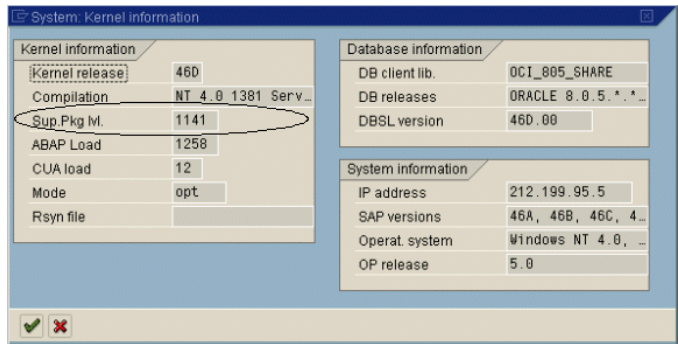 System: Kernel information
Kernel information
Kernel release 46D
Compilation NT 4.0 1381 Serv…
Sup.Pkg lvl. 1141
ABAP Load 1258
CUA load 12
Mode opt
Rsyn file
Database information
DB client lib. OCI_805_SHARE
DB releases ORACLE 8.0.5.*.*…
DBSL version 46D.00
System information
IP address 212.199.95.5
SAP versions 46A, 46B, 46C, 4…
Operat. system Windows NT 4.0, …
OP release 5.0